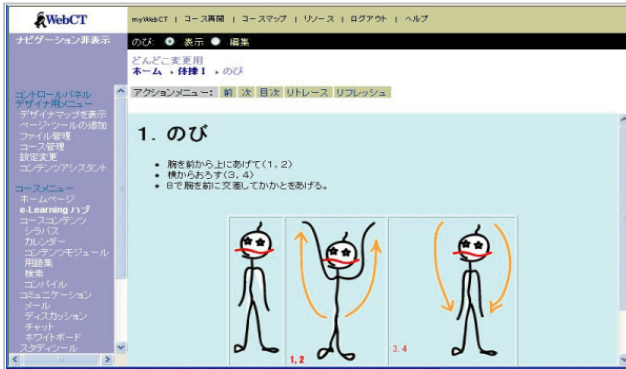 WebCT
myWebCT | コース再開 | コースマップ | リソース | ログアウト | ヘルプ
ナビゲーション非表示
のび: 表示 編集
どんどこ変更用
ホーム › 体操 I › のび
アクションメニュー: 前 次 目次 リトレース リフレッシュ
コントロールパネル
デザイナ用メニュー
デザイナマップを表示
ページ・ツールの追加
ファイル管理
コース管理
設定変更
コンテンツアシスタント
コースメニュー
ホームページ
e-Learning ハブ
コースコンテンツ
シラバス
カレンダー
コンテンツモジュール
用語集
検索
コンパイル
コミュニケーション
メール
ディスカッション
チャット
ホワイトボード
スタディツール
1. のび
• 腕を前から上にあげて(1, 2)
• 横からおろす(3, 4)
• 8で腕を前に交差してかかとをあげる。
1, 2
3. 4